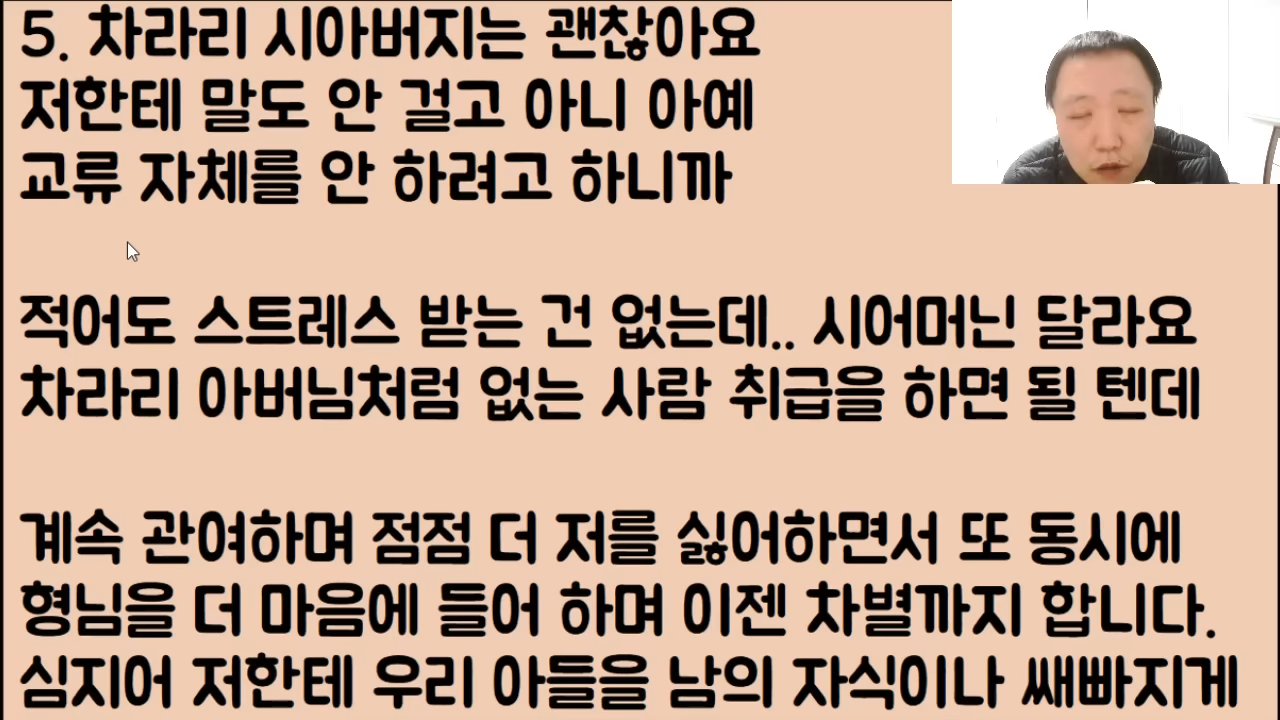 5. 차라리 시아버지는 괜찮아요
저한테 말도 안 걸고 아니 아예
교류 자체를 안 하려고 하니까
적어도 스트레스 받는 건 없는데.. 시어머닌 달라요
차라리 아버님처럼 없는 사람 취급을 하면 될 텐데
계속 관여하며 점점 더 저를 싫어하면서 또 동시에
형님을 더 마음에 들어 하며 이젠 차별까지 합니다.
심지어 저한테 우리 아들을 남의 자식이나 쌔빠지게